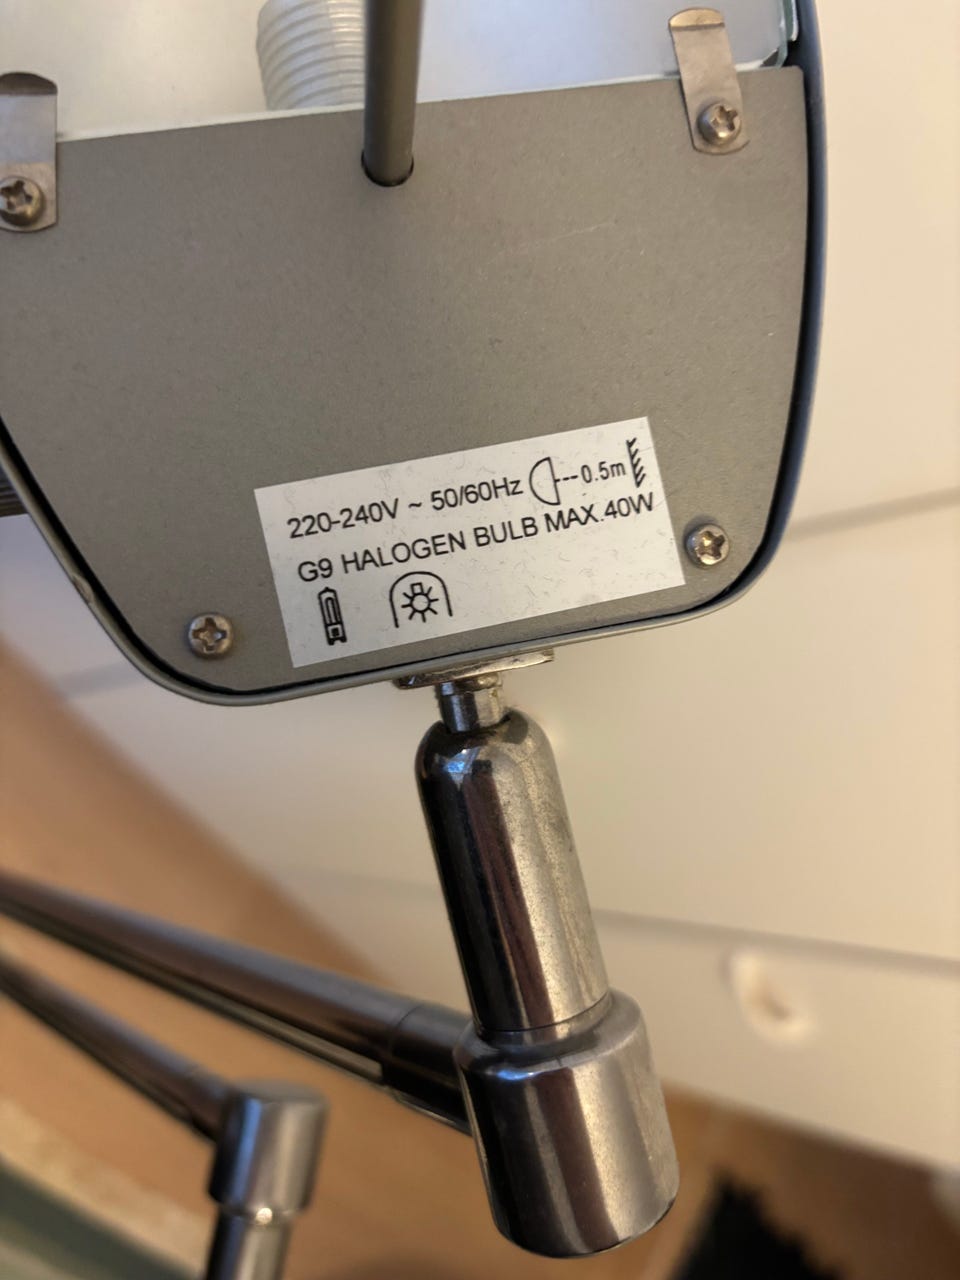 220-240V ~ 50/60Hz 0.5m
G9 HALOGEN BULB MAX.40W